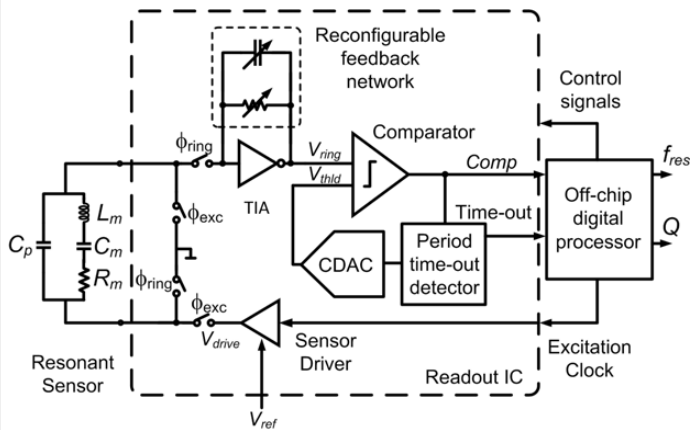 Reconfigurable
feedback
network
Control
signals
ϕring
Vring
Comparator
Comp
fres
Vthld
TIA
Time-out
Off-chip
digital
processor
Q
Lm
Cp
Cm
Rm
ϕexc
ϕring
CDAC
Period
time-out
detector
ϕexc
Vdrive
Sensor
Driver
Resonant
Sensor
Readout IC
Excitation
Clock
Vref